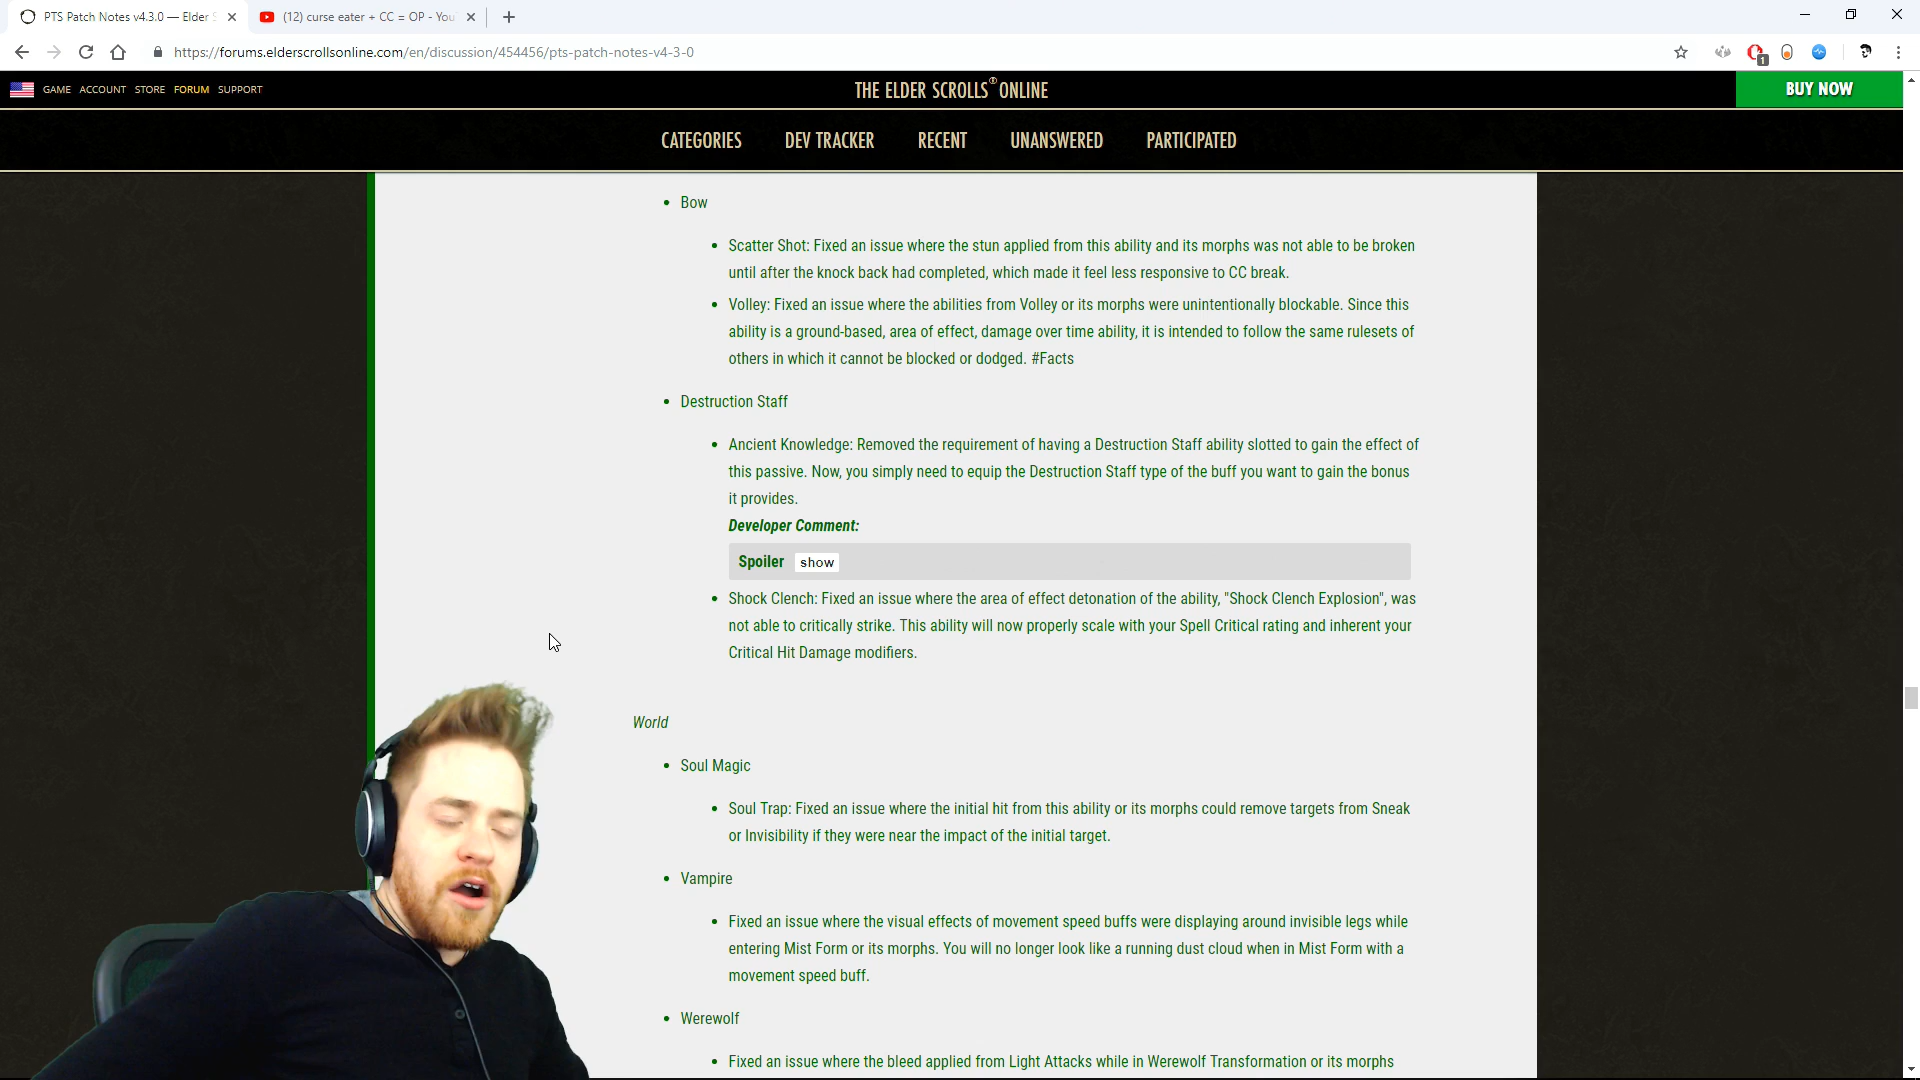 PTS Patch Notes v4.3.0 — Elder S
(12) curse eater + CC = OP - You
https://forums.elderscrollsonline.com/en/discussion/454456/pts-patch-notes-v4-3-0
1
GAME ACCOUNT STORE FORUM SUPPORT
THE ELDER SCROLLS ONLINE
BUY NOW
CATEGORIES DEV TRACKER RECENT UNANSWERED PARTICIPATED
Bow
Scatter Shot: Fixed an issue where the stun applied from this ability and its morphs was not able to be broken
until after the knock back had completed, which made it feel less responsive to CC break.
Volley: Fixed an issue where the abilities from Volley or its morphs were unintentionally blockable. Since this
ability is a ground-based, area of effect, damage over time ability, it is intended to follow the same rulesets of
others in which it cannot be blocked or dodged. #Facts
Destruction Staff
Ancient Knowledge: Removed the requirement of having a Destruction Staff ability slotted to gain the effect of
this passive. Now, you simply need to equip the Destruction Staff type of the buff you want to gain the bonus
it provides.
Developer Comment:
Spoiler show
Shock Clench: Fixed an issue where the area of effect detonation of the ability, "Shock Clench Explosion", was
not able to critically strike. This ability will now properly scale with your Spell Critical rating and inherent your
Critical Hit Damage modifiers.
World
Soul Magic
Soul Trap: Fixed an issue where the initial hit from this ability or its morphs could remove targets from Sneak
or Invisibility if they were near the impact of the initial target.
Vampire
Fixed an issue where the visual effects of movement speed buffs were displaying around invisible legs while
entering Mist Form or its morphs. You will no longer look like a running dust cloud when in Mist Form with a
movement speed buff.
Werewolf
Fixed an issue where the bleed applied from Light Attacks while in Werewolf Transformation or its morphs